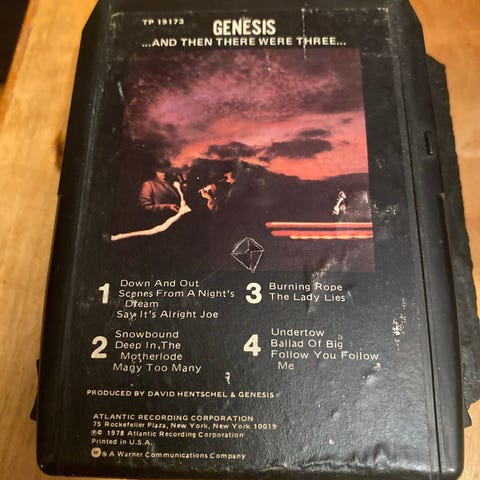 TP 19173
GENESIS
...AND THEN THERE WERE THREE...
1
Down And Out
Scenes From A Night's
Dream
Say It's Alright Joe
2
Snowbound
Deep In The
Motherlode
Many Too Many
3
Burning Rope
The Lady Lies
4
Undertow
Ballad Of Big
Follow You Follow
Me
PRODUCED BY DAVID HENTSCHEL & GENESIS
ATLANTIC RECORDING CORPORATION
75 Rockefeller Plaza, New York, New York 10019
℗© 1978 Atlantic Recording Corporation
Printed in U.S.A.
A Warner Communications Company